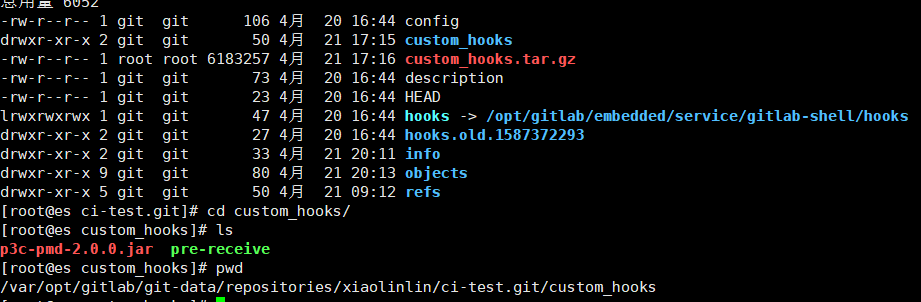 总用量 6052
-rw-r--r-- 1 git  git      106 4月  20 16:44 config
drwxr-xr-x 2 git  git       50 4月  21 17:15 custom_hooks
-rw-r--r-- 1 root root 6183257 4月  21 17:16 custom_hooks.tar.gz
-rw-r--r-- 1 git  git       73 4月  20 16:44 description
-rw-r--r-- 1 git  git       23 4月  20 16:44 HEAD
lrwxrwxrwx 1 git  git       47 4月  20 16:44 hooks -> /opt/gitlab/embedded/service/gitlab-shell/hooks
drwxr-xr-x 2 git  git       27 4月  20 16:44 hooks.old.1587372293
drwxr-xr-x 2 git  git       33 4月  21 20:11 info
drwxr-xr-x 9 git  git       80 4月  21 20:13 objects
drwxr-xr-x 5 git  git       50 4月  21 09:12 refs
[root@es ci-test.git]# cd custom_hooks/
[root@es custom_hooks]# ls
p3c-pmd-2.0.0.jar  pre-receive
[root@es custom_hooks]# pwd
/var/opt/gitlab/git-data/repositories/xiaolinlin/ci-test.git/custom_hooks
[root@es custom_hooks]#